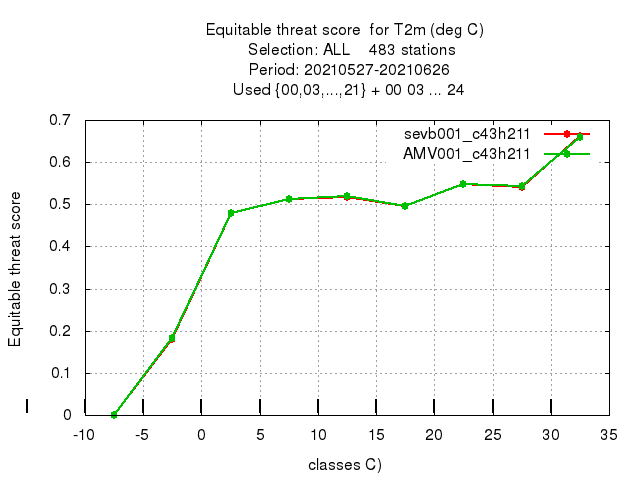 Equitable threat score  for T2m (deg C)
Selection: ALL    483 stations
Period: 20210527-20210626
Used {00,03,...,21} + 00 03 ... 24
sevb001_c43h211
AMV001_c43h211
Equitable threat score
0.7
0.6
0.5
0.4
0.3
0.2
0.1
0
-10 -5 0 5 10 15 20 25 30 35
classes C)